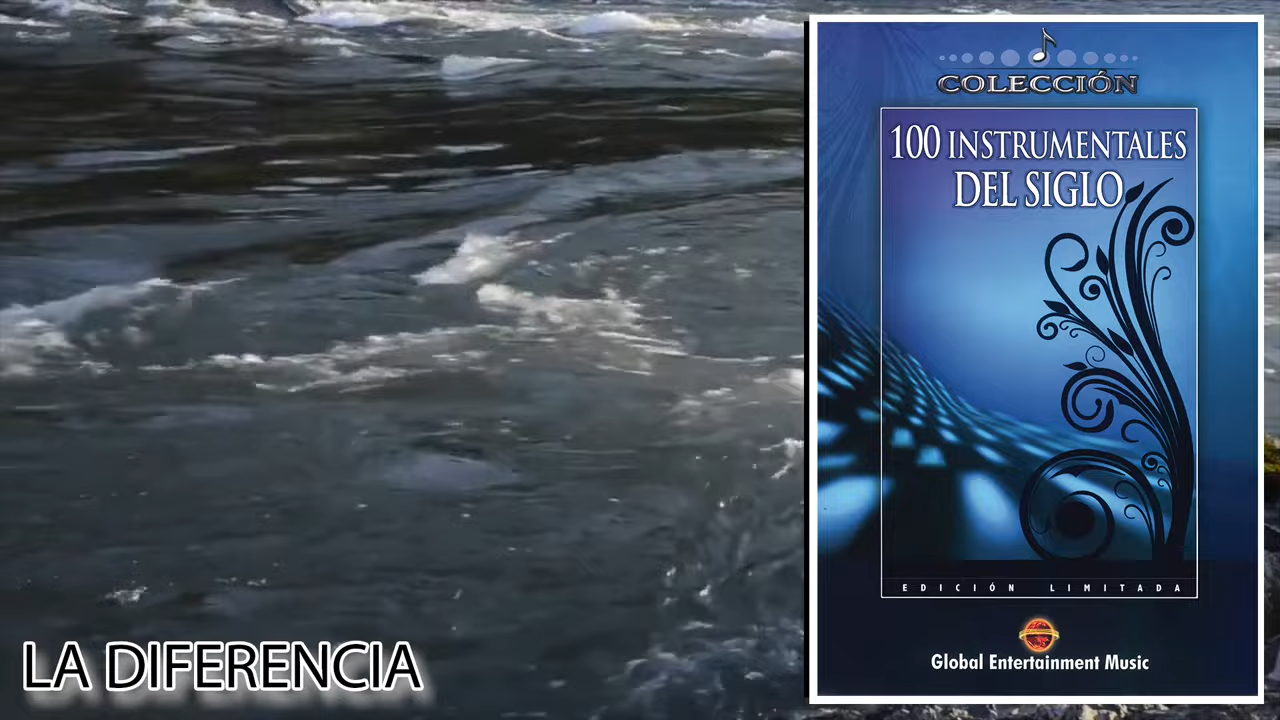 COLECCIÓN
100 INSTRUMENTALES
DEL SIGLO
EDICIÓN LIMITADA
Global Entertainment Music
LA DIFERENCIA